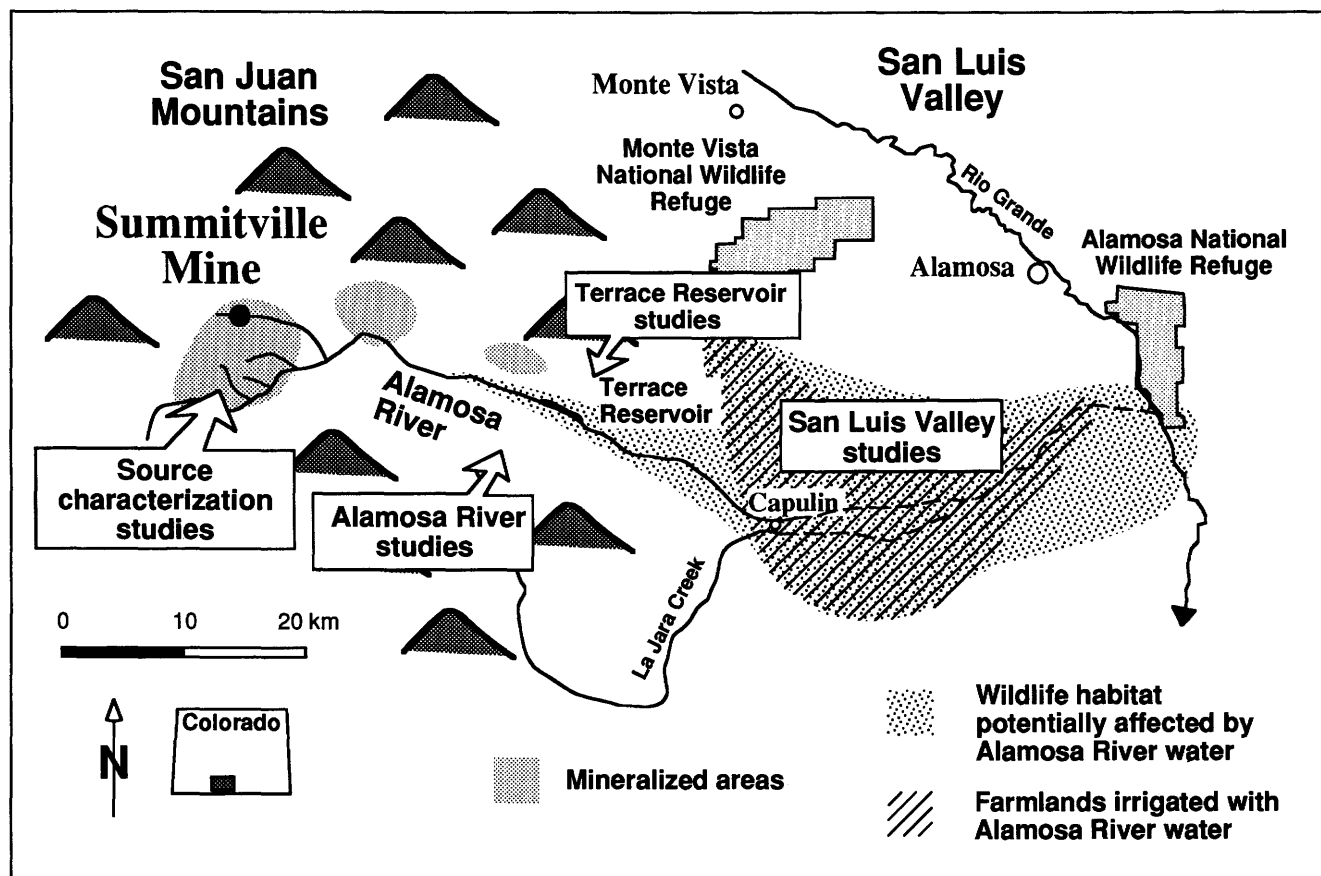 San Juan
Mountains
San Luis
Valley
Monte Vista
Monte Vista
National Wildlife
Refuge
Rio Grande
Summitville
Mine
Alamosa National
Wildlife Refuge
Alamosa
Terrace Reservoir
studies
Terrace
Reservoir
Alamosa
River
San Luis Valley
studies
Source
characterization
studies
Alamosa River
studies
Capulin
La Jara Creek
0 10 20 km
N
Colorado
Mineralized areas
Wildlife habitat
potentially affected by
Alamosa River water
Farmlands irrigated with
Alamosa River water